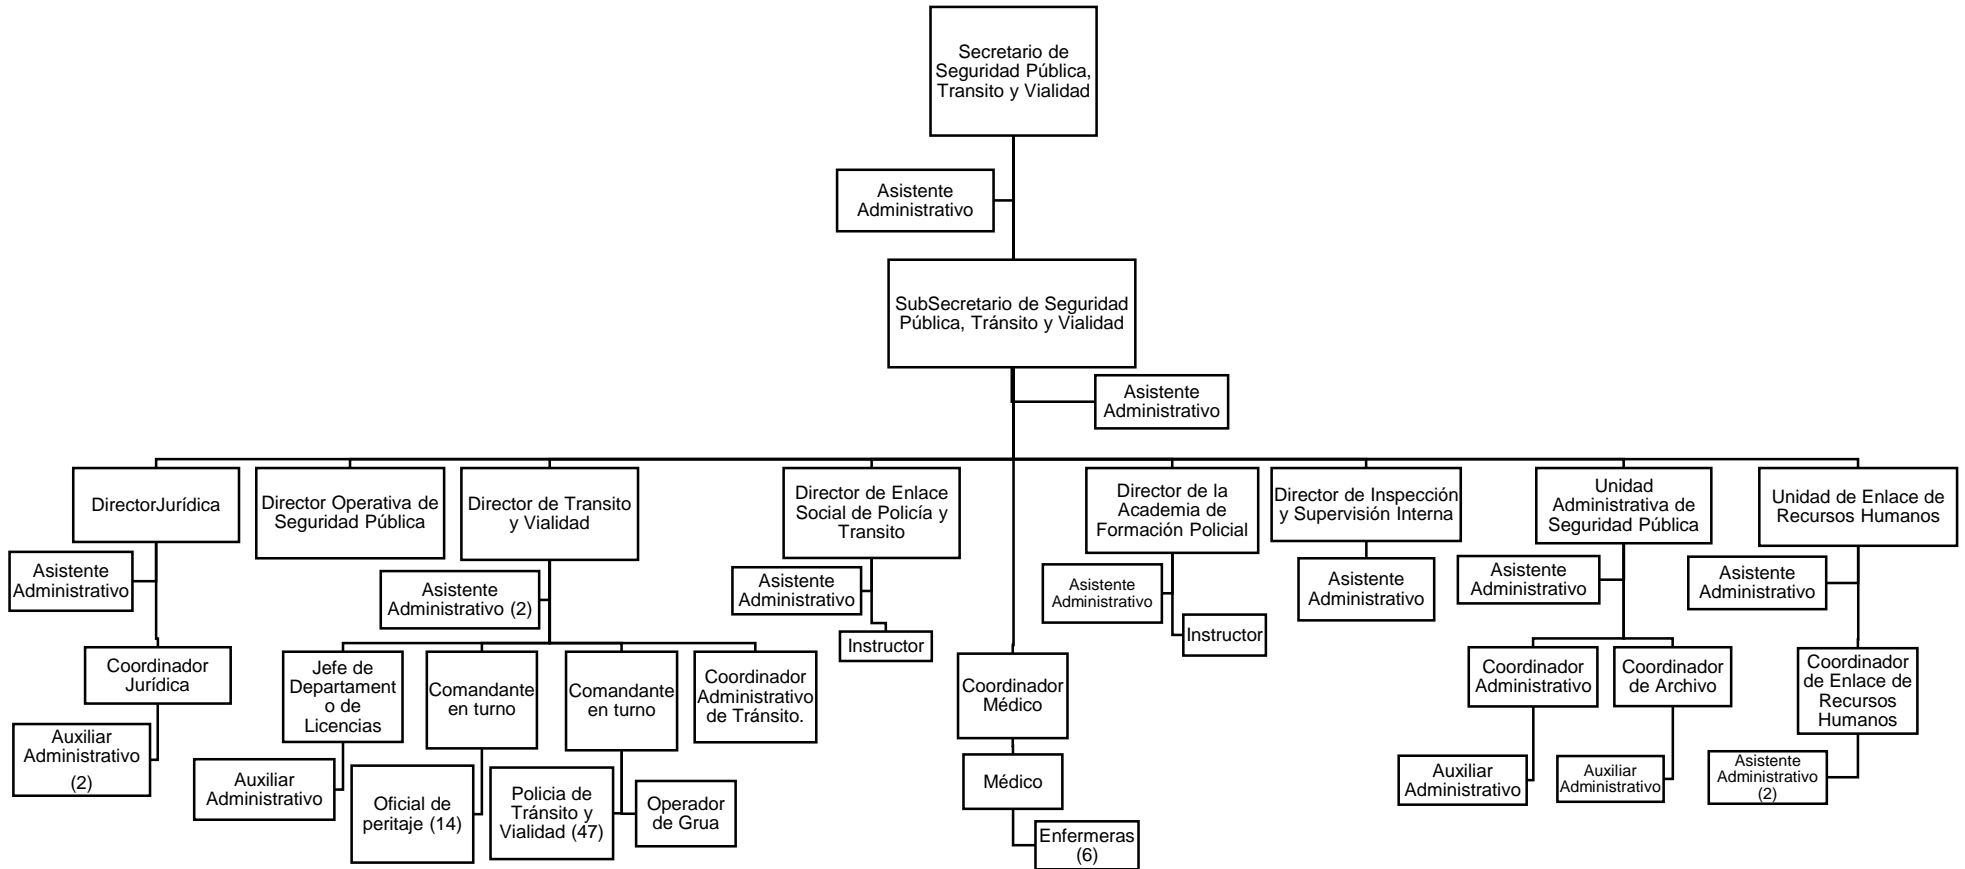 Secretario de
Seguridad Pública,
Transito y Vialidad
Asistente
Administrativo
SubSecretario de Seguridad
Pública, Tránsito y Vialidad
Asistente
Administrativo
DirectorJurídica
Director Operativa de
Seguridad Pública
Director de Transito
y Vialidad
Director de Enlace
Social de Policía y
Transito
Director de la
Academia de
Formación Policial
Director de Inspección
y Supervisión Interna
Unidad
Administrativa de
Seguridad Pública
Unidad de Enlace de
Recursos Humanos
Asistente
Administrativo
Asistente
Administrativo (2)
Asistente
Administrativo
Asistente
Administrativo
Asistente
Administrativo
Asistente
Administrativo
Asistente
Administrativo
Instructor
Instructor
Coordinador
Jurídica
Jefe de
Departament
o de
Licencias
Comandante
en turno
Comandante
en turno
Coordinador
Administrativo
de Tránsito.
Coordinador
Médico
Coordinador
Administrativo
Coordinador
de Archivo
Coordinador
de Enlace de
Recursos
Humanos
Auxiliar
Administrativo
(2)
Auxiliar
Administrativo
Oficial de
peritaje (14)
Policia de
Tránsito y
Vialidad (47)
Operador
de Grua
Médico
Enfermeras
(6)
Auxiliar
Administrativo
Auxiliar
Administrativo
Asistente
Administrativo
(2)